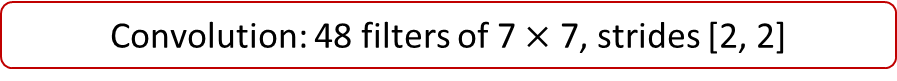 Convolution: 48 filters of 7 × 7, strides [2, 2]